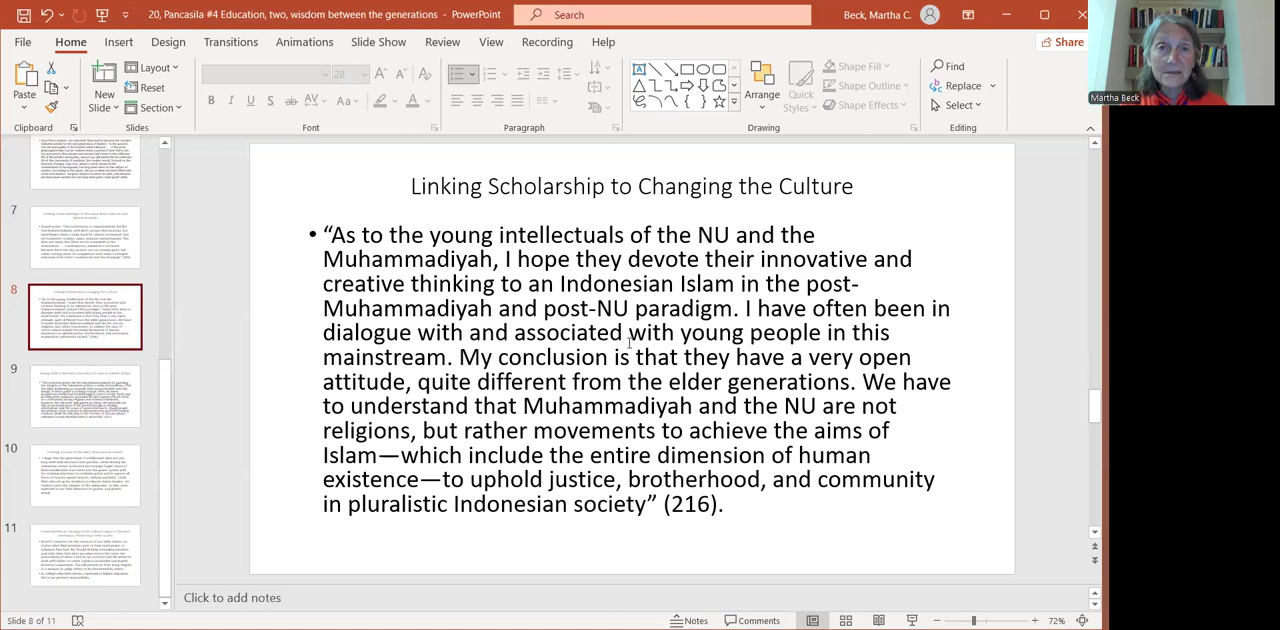 20, Pancasila #4 Education, two, wisdom between the generations - PowerPoint
Search
Beck, Martha C.
File Home Insert Design Slide Show Transitions Animations Review View Recording Help
Share
Paste
New
Slide
Layout
Reset
Section
28
Arrange
Quick
Styles
Shape Fill
Shape Outline
Shape Effects
Find
Replace
Select
Clipboard
Slides
Font
Paragraph
Drawing
Editing
Martha Beck
7
8
9
10
11
Linking Scholarship to Changing the Culture
• “As to the young intellectuals of the NU and the
Muhammadiyah, I hope they devote their innovative and
creative thinking to an Indonesian Islam in the post-
Muhammadiyah and post-NU paradigm. I have often been in
dialogue with and associated with young people in this
mainstream. My conclusion is that they have a very open
attitude, quite different from the elder generations. We have
to understand that Muhammadiyah and the NU are not
religions, but rather movements to achieve the aims of
Islam—which include the entire dimension of human
existence—to uphold justice, brotherhood, and community
in pluralistic Indonesian society” (216).
Click to add notes
Slide 8 of 11
Notes
Comments
72%